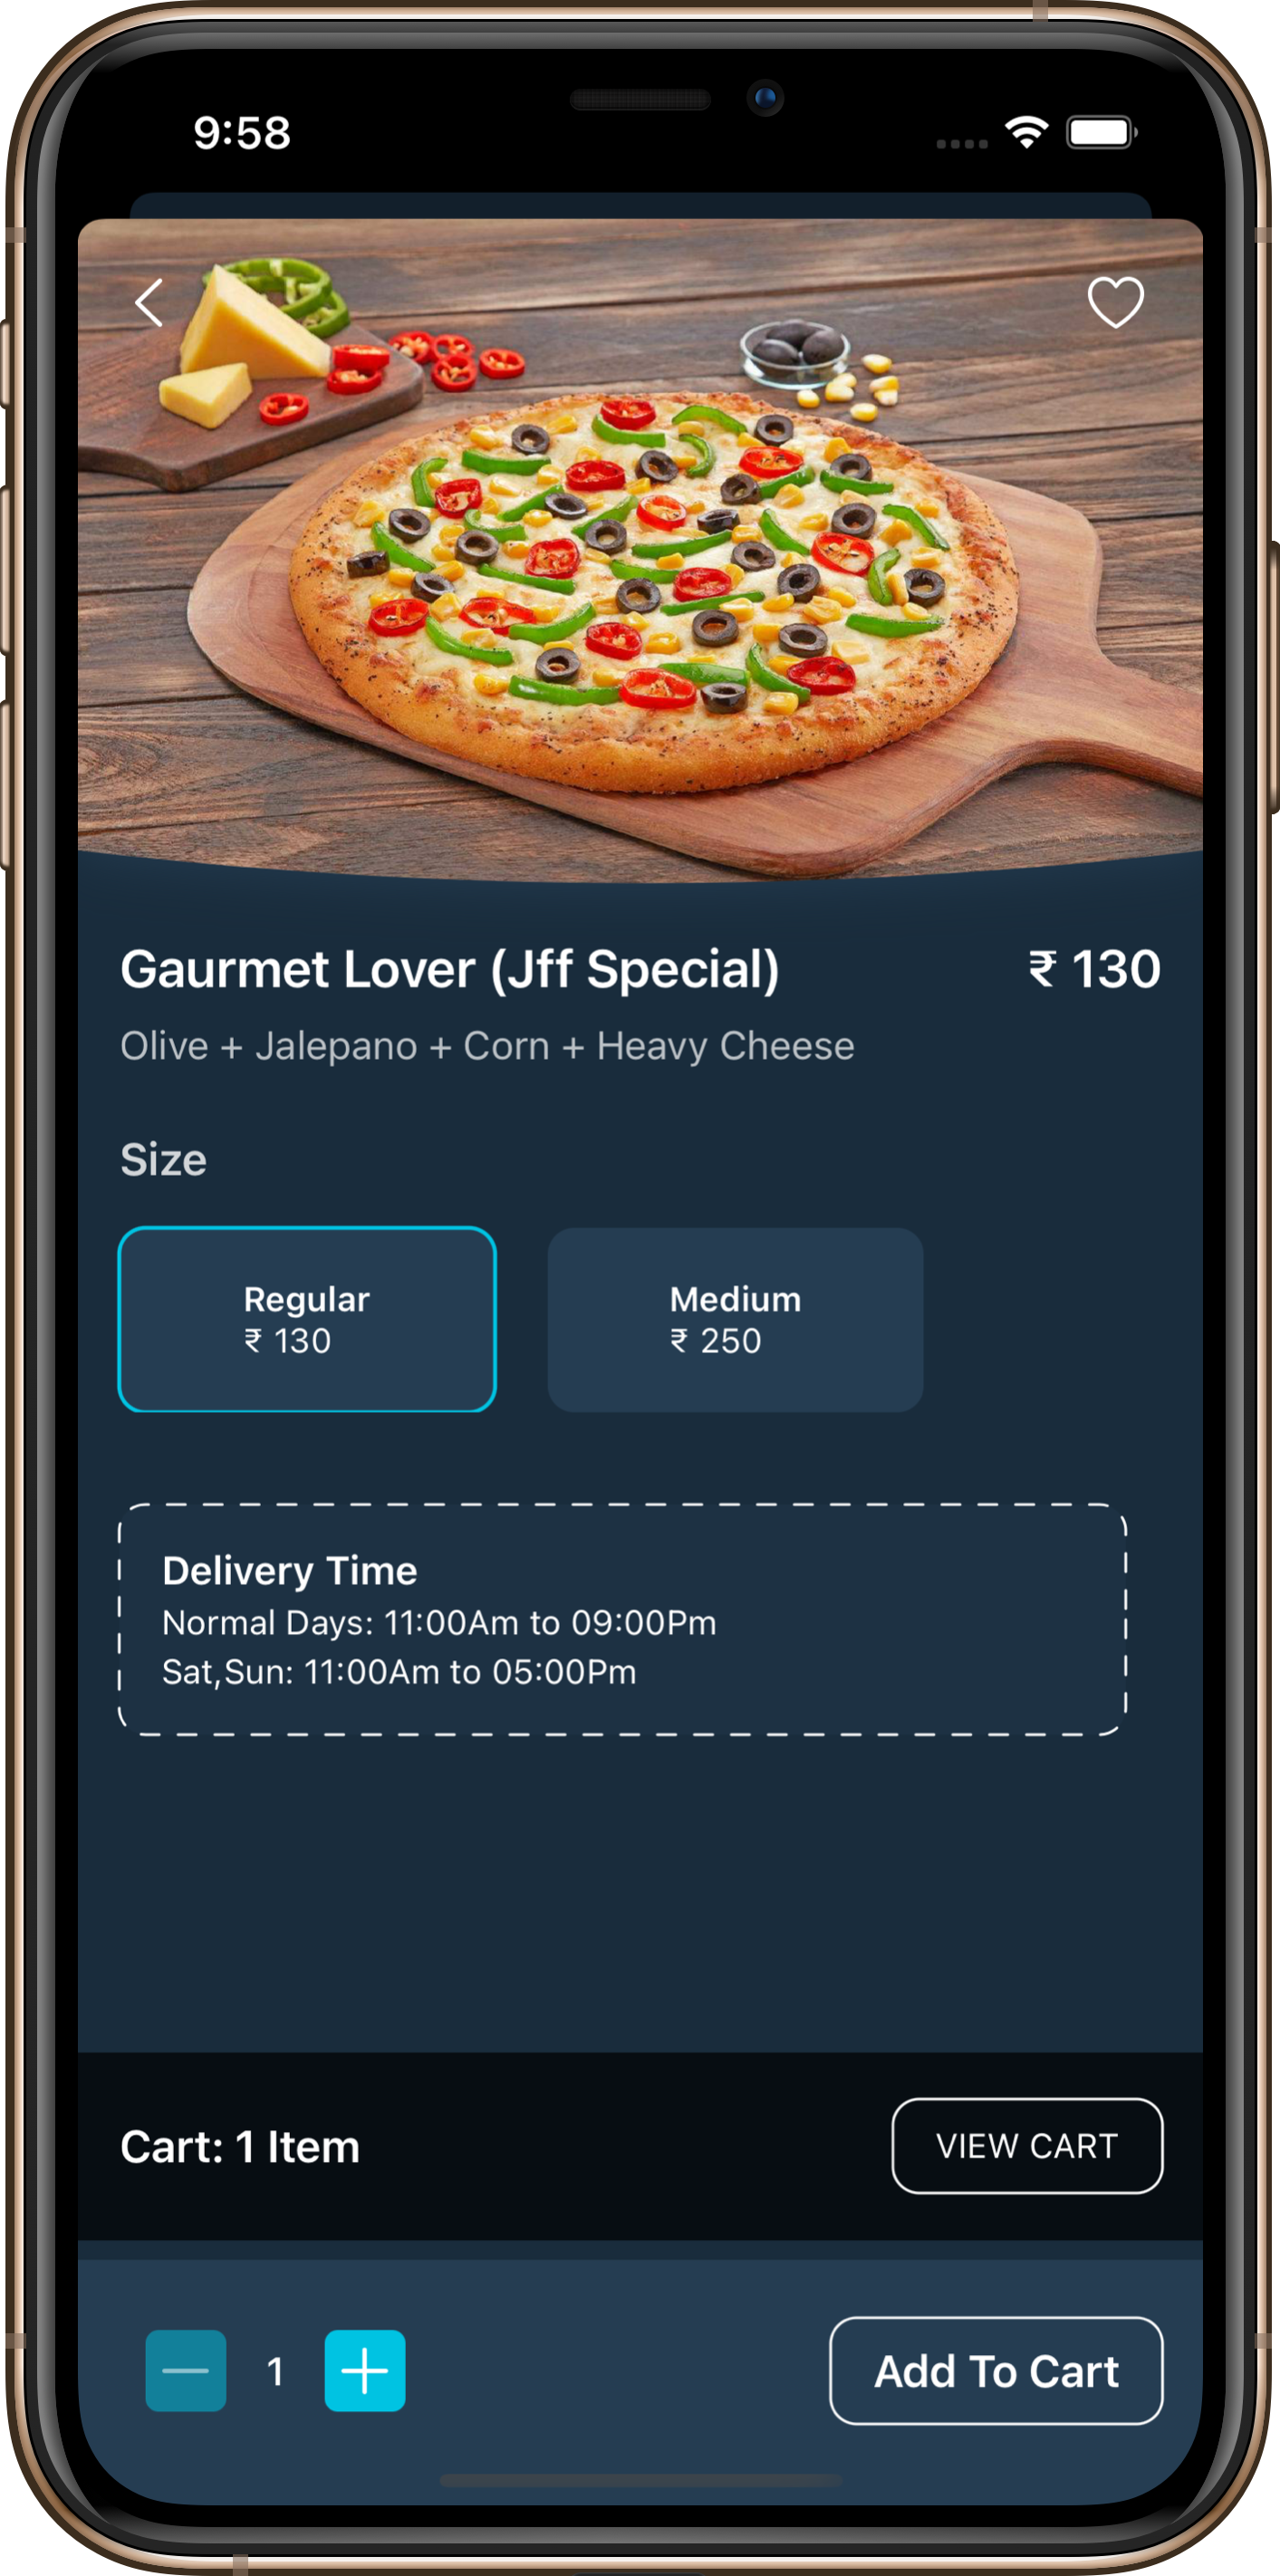 9:58
Gaurmet Lover (Jff Special) ₹ 130
Olive + Jalepano + Corn + Heavy Cheese
Size
Regular Medium
₹ 130 ₹ 250
Delivery Time
Normal Days: 11:00Am to 09:00Pm
Sat,Sun: 11:00Am to 05:00Pm
Cart: 1 Item VIEW CART
1 Add To Cart